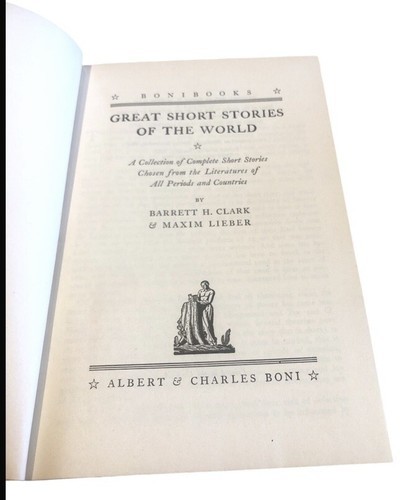 ☆ BONIBOOKS ☆
GREAT SHORT STORIES
OF THE WORLD
☆
A Collection of Complete Short Stories
Chosen from the Literatures of
All Periods and Countries
BY
BARRETT H. CLARK
& MAXIM LIEBER
☆ ALBERT & CHARLES BONI ☆